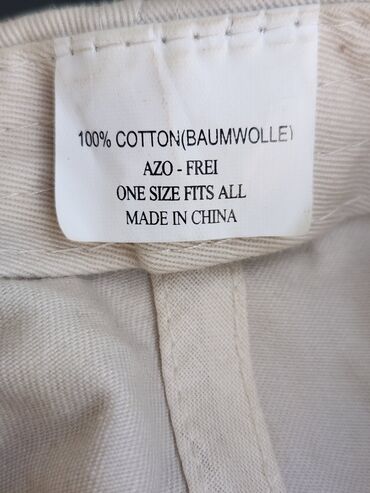 100% COTTON(BAUMWOLLE)
AZO - FREI
ONE SIZE FITS ALL
MADE IN CHINA